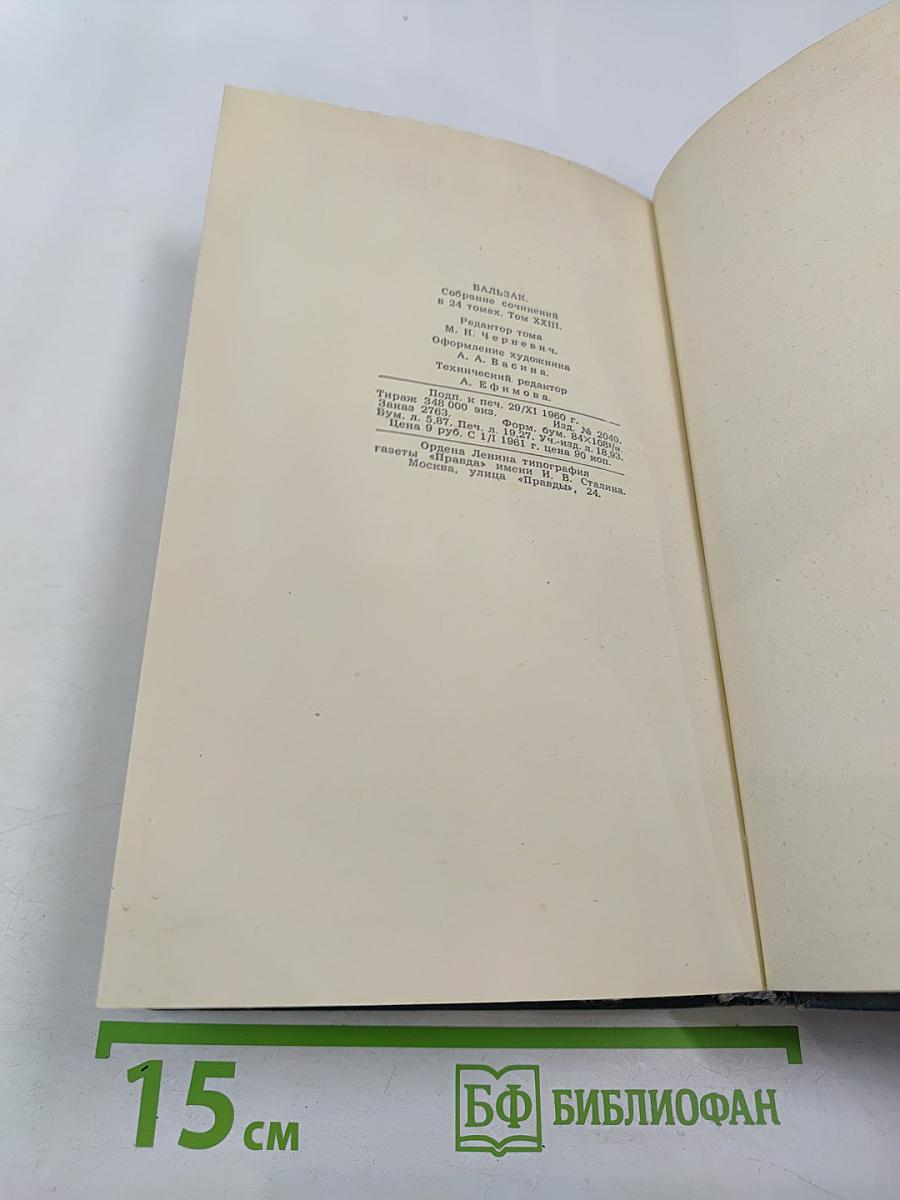 БАЛЬЗАК.
Собрание сочинений
в 24 томах. Том XXIII.
Редактор тома
М. Н. Черневич.
Оформление художника
А. А. Васина.
Технический редактор
А. Ефимова.
Подп. к печ. 29/XI 1960 г.
Тираж 348 000 экз. Изд. № 2040.
Заказ 2763. Форм. бум. 84×108¹/₃.
Бум. л. 5,87. Печ. л. 19,27. Уч.-изд. л. 18,93.
Цена 9 руб. С 1/I 1961 г. цена 90 коп.
Ордена Ленина типография
газеты «Правда» имени И. В. Сталина.
Москва, улица «Правды», 24.
15 см
БФ БИБЛИОФАН